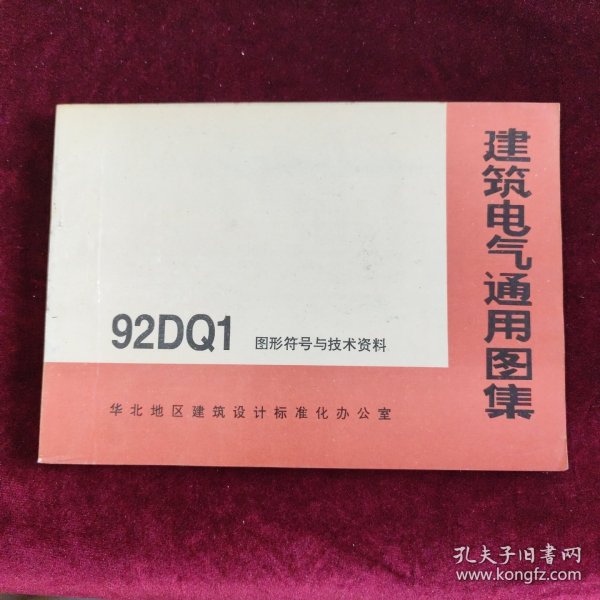 建筑电气通用图集
92DQ1 图形符号与技术资料
华北地区建筑设计标准化办公室
孔夫子旧书网
www.kongfz.com